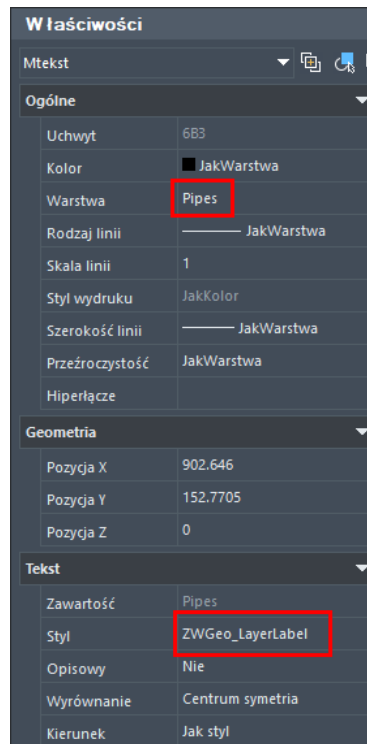 Właściwości
Mtekst
Ogólne
Uchwyt 6B3
Kolor JakWarstwa
Warstwa Pipes
Rodzaj linii JakWarstwa
Skala linii 1
Styl wydruku JakKolor
Szerokość linii JakWarstwa
Przeźroczystość JakWarstwa
Hiperłącze
Geometria
Pozycja X 902.646
Pozycja Y 152.7705
Pozycja Z 0
Tekst
Zawartość Pipes
Styl ZWGeo_LayerLabel
Opisowy Nie
Wyrównanie Centrum symetria
Kierunek Jak styl